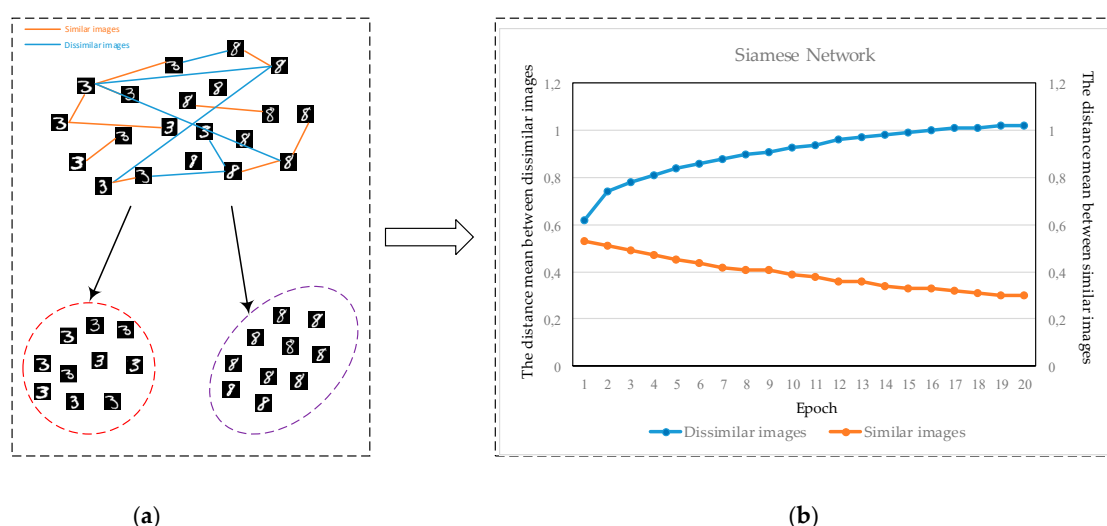 Similar images
Dissimilar images
Siamese Network
The distance mean between dissimilar images
The distance mean between similar images
1,2 1,2
1 1
0,8 0,8
0,6 0,6
0,4 0,4
0,2 0,2
0 0
1 2 3 4 5 6 7 8 9 10 11 12 13 14 15 16 17 18 19 20
Epoch
Dissimilar images Similar images
(a) (b)